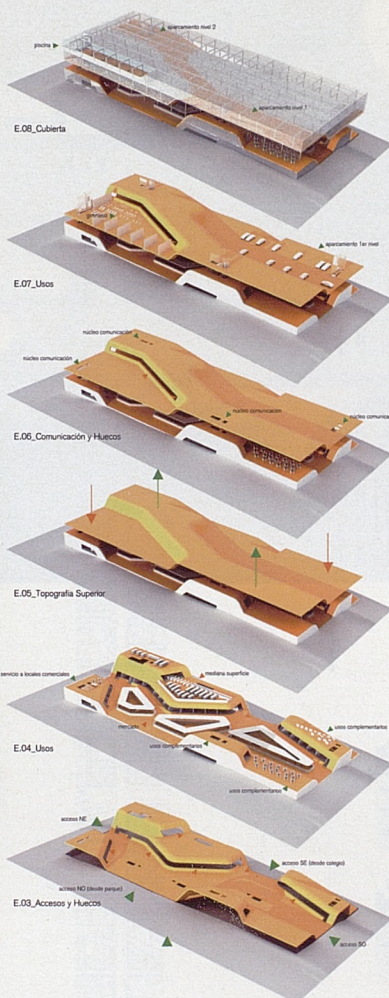 aparcamiento nivel 2
piscina
aparcamiento nivel 1
E.08_Cubierta
gimnasio
aparcamiento 1er nivel
E.07_Usos
núcleo comunicación
núcleo comunicación
núcleo comunicación
núcleo comunica
E.06_Comunicación y Huecos
E.05_Topografía Superior
servicio a locales comerciales
mediana superficie
usos complementarios
mercado
usos complementarios
E.04_Usos
usos complementarios
acceso NE
acceso SE (desde colegio)
acceso NO (desde parque)
E.03_Accesos y Huecos
acceso SO